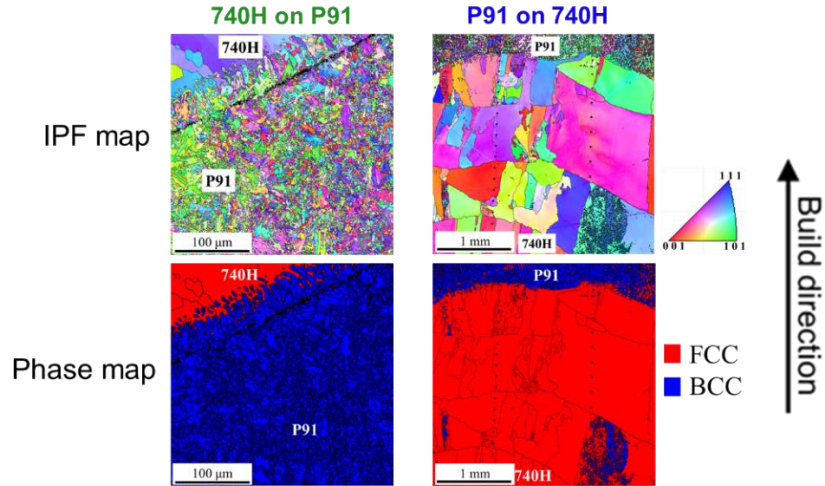 740H on P91
P91 on 740H
IPF map
740H
P91
100 μm
P91
1 mm
740H
111
001
101
Build direction
Phase map
740H
P91
100 μm
P91
1 mm
740H
FCC
BCC